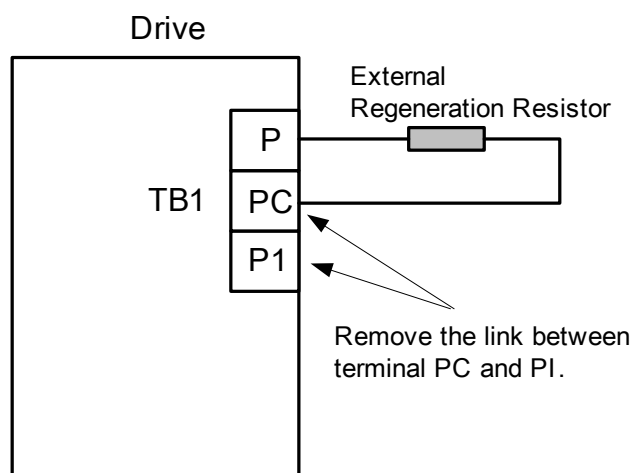 Drive
External
Regeneration Resistor
P
TB1 PC
P1
Remove the link between
terminal PC and PI.